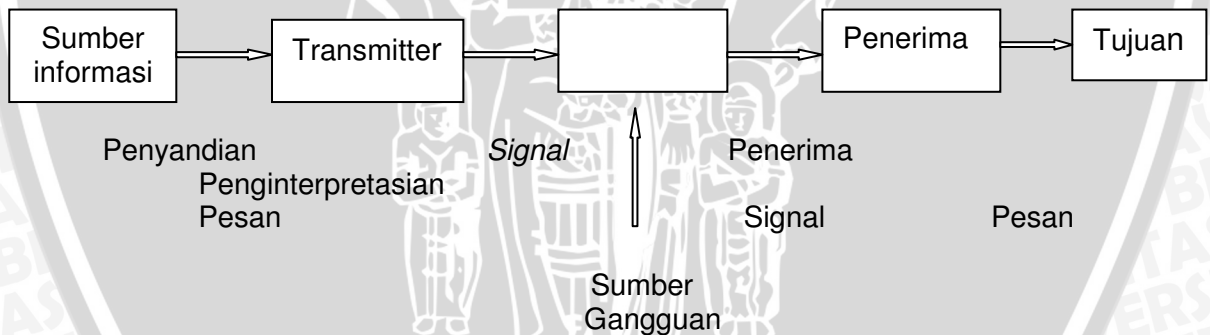 Sumber
informasi
Transmitter
Penerima
Tujuan
Penyandian
Signal
Penerima
Penginterpretasian
Pesan
Signal
Pesan
Sumber
Gangguan